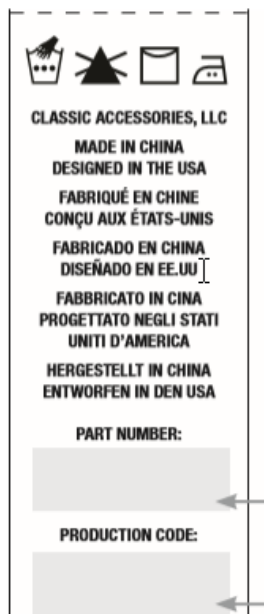 CLASSIC ACCESSORIES, LLC
MADE IN CHINA
DESIGNED IN THE USA
FABRIQUÉ EN CHINE
CONÇU AUX ÉTATS-UNIS
FABRICADO EN CHINA
DISEÑADO EN EE.UU
FABBRICATO IN CINA
PROGETTATO NEGLI STATI
UNITI D'AMERICA
HERGESTELLT IN CHINA
ENTWORFEN IN DEN USA
PART NUMBER:
PRODUCTION CODE: